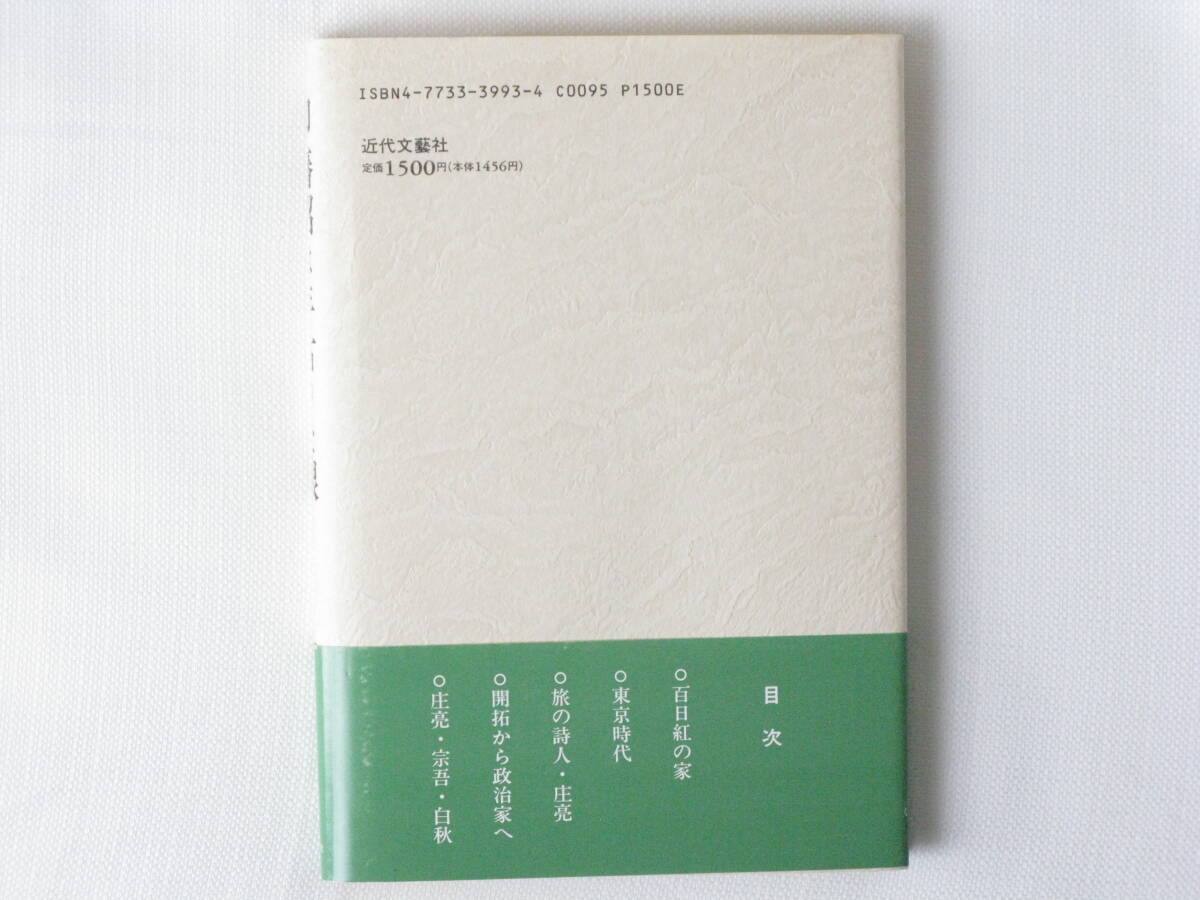 ISBN4-7733-3993-4 C0095 P1500E
近代文藝社
定価1500円(本体1456円)
目次
○百日紅の家
○東京時代
○旅の詩人・庄亮
○開拓から政治家へ
○庄亮・宗吾・白秋